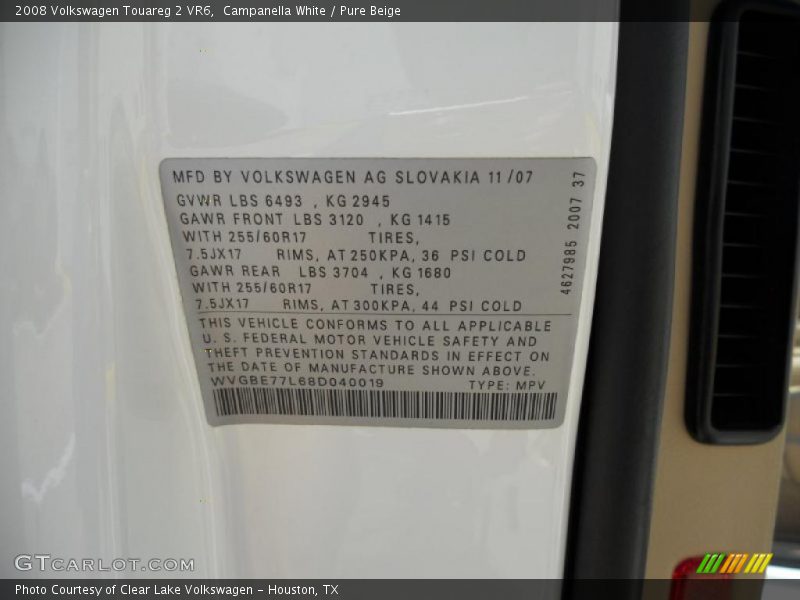 2008 Volkswagen Touareg 2 VR6,  Campanella White / Pure Beige
MFD BY VOLKSWAGEN AG SLOVAKIA 11/07
GVWR LBS 6493 , KG 2945
GAWR FRONT LBS 3120 , KG 1415
WITH 255/60R17 TIRES,
7.5JX17 RIMS, AT 250KPA, 36 PSI COLD
GAWR REAR LBS 3704 , KG 1680
WITH 255/60R17 TIRES,
7.5JX17 RIMS, AT 300KPA, 44 PSI COLD
4627985 2007 37
THIS VEHICLE CONFORMS TO ALL APPLICABLE
U. S. FEDERAL MOTOR VEHICLE SAFETY AND
THEFT PREVENTION STANDARDS IN EFFECT ON
THE DATE OF MANUFACTURE SHOWN ABOVE.
WVGBE77L68D040019 TYPE: MPV
GTCARLOT.COM
Photo Courtesy of Clear Lake Volkswagen - Houston, TX